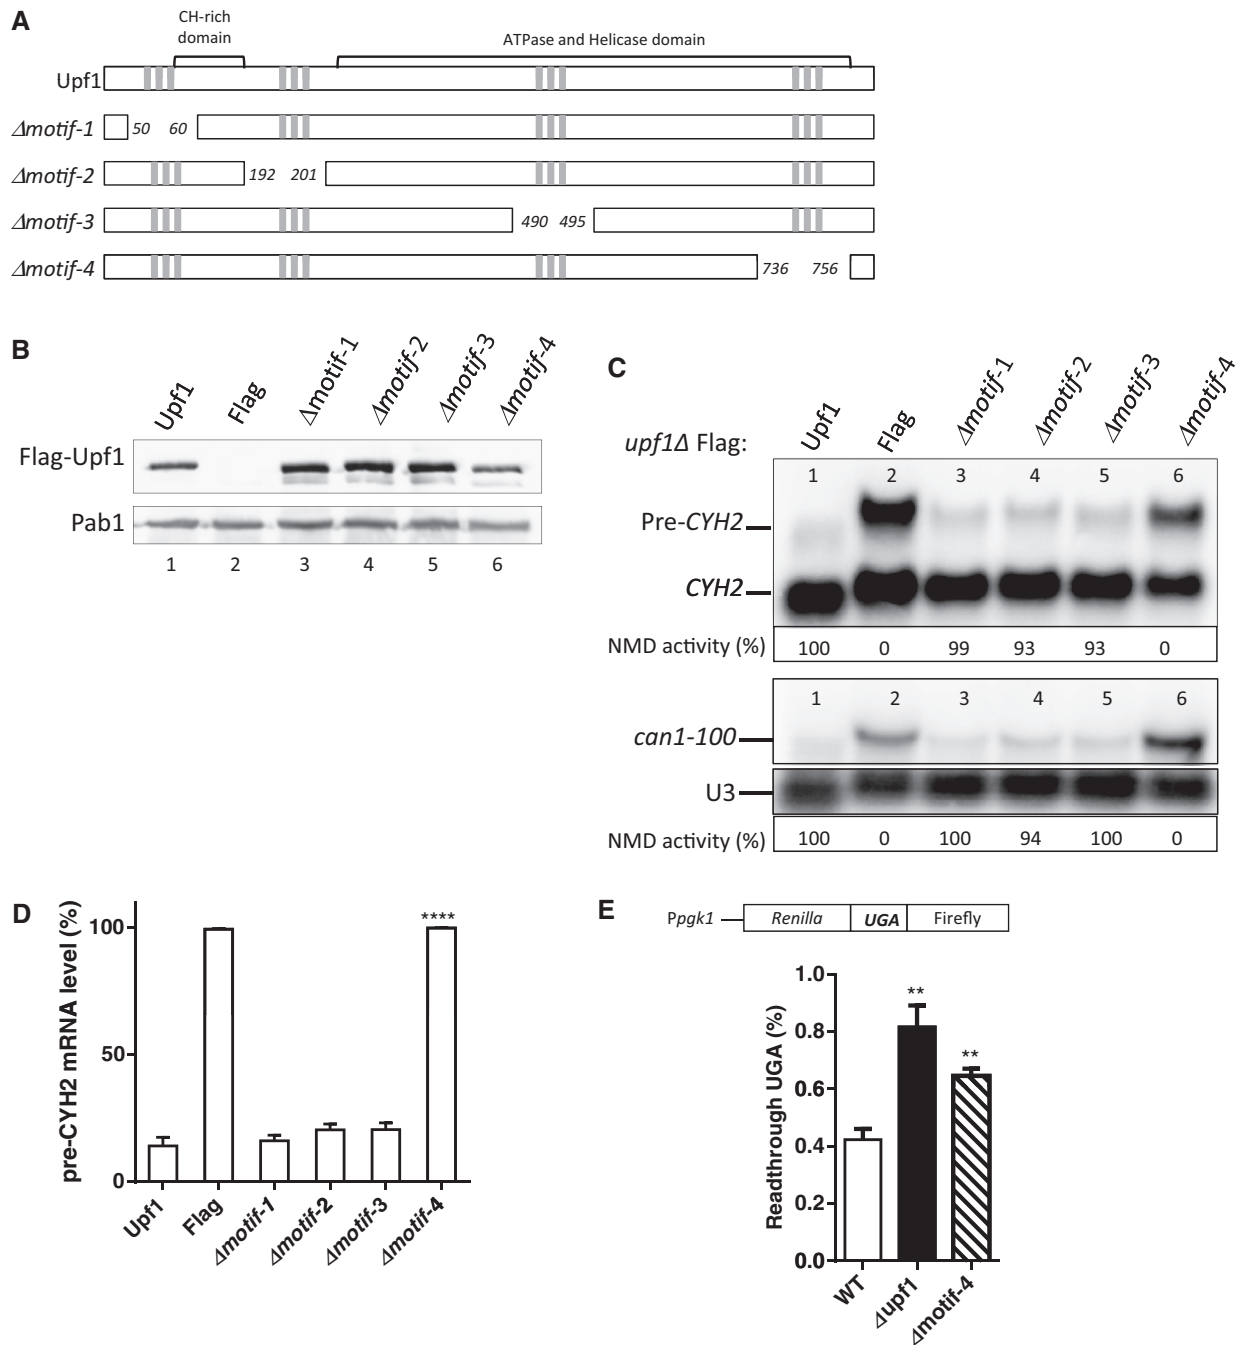 A
CH-rich
domain
ATPase and Helicase domain
Upf1
Δmotif-1 50 60
Δmotif-2 192 201
Δmotif-3 490 495
Δmotif-4 736 756
B
Upf1 Flag Δmotif-1 Δmotif-2 Δmotif-3 Δmotif-4
Flag-Upf1
Pab1
1 2 3 4 5 6
C
upf1Δ Flag: Upf1 Flag Δmotif-1 Δmotif-2 Δmotif-3 Δmotif-4
1 2 3 4 5 6
Pre-CYH2
CYH2
NMD activity (%) 100 0 99 93 93 0
1 2 3 4 5 6
can1-100
U3
NMD activity (%) 100 0 100 94 100 0
D
pre-CYH2 mRNA level (%)
100
50
0
****
Upf1 Flag Δmotif-1 Δmotif-2 Δmotif-3 Δmotif-4
E
Ppgk1 Renilla UGA Firefly
Readthrough UGA (%)
1.0
0.8
0.6
0.4
0.2
0.0
**
**
WT Δupf1 Δmotif-4